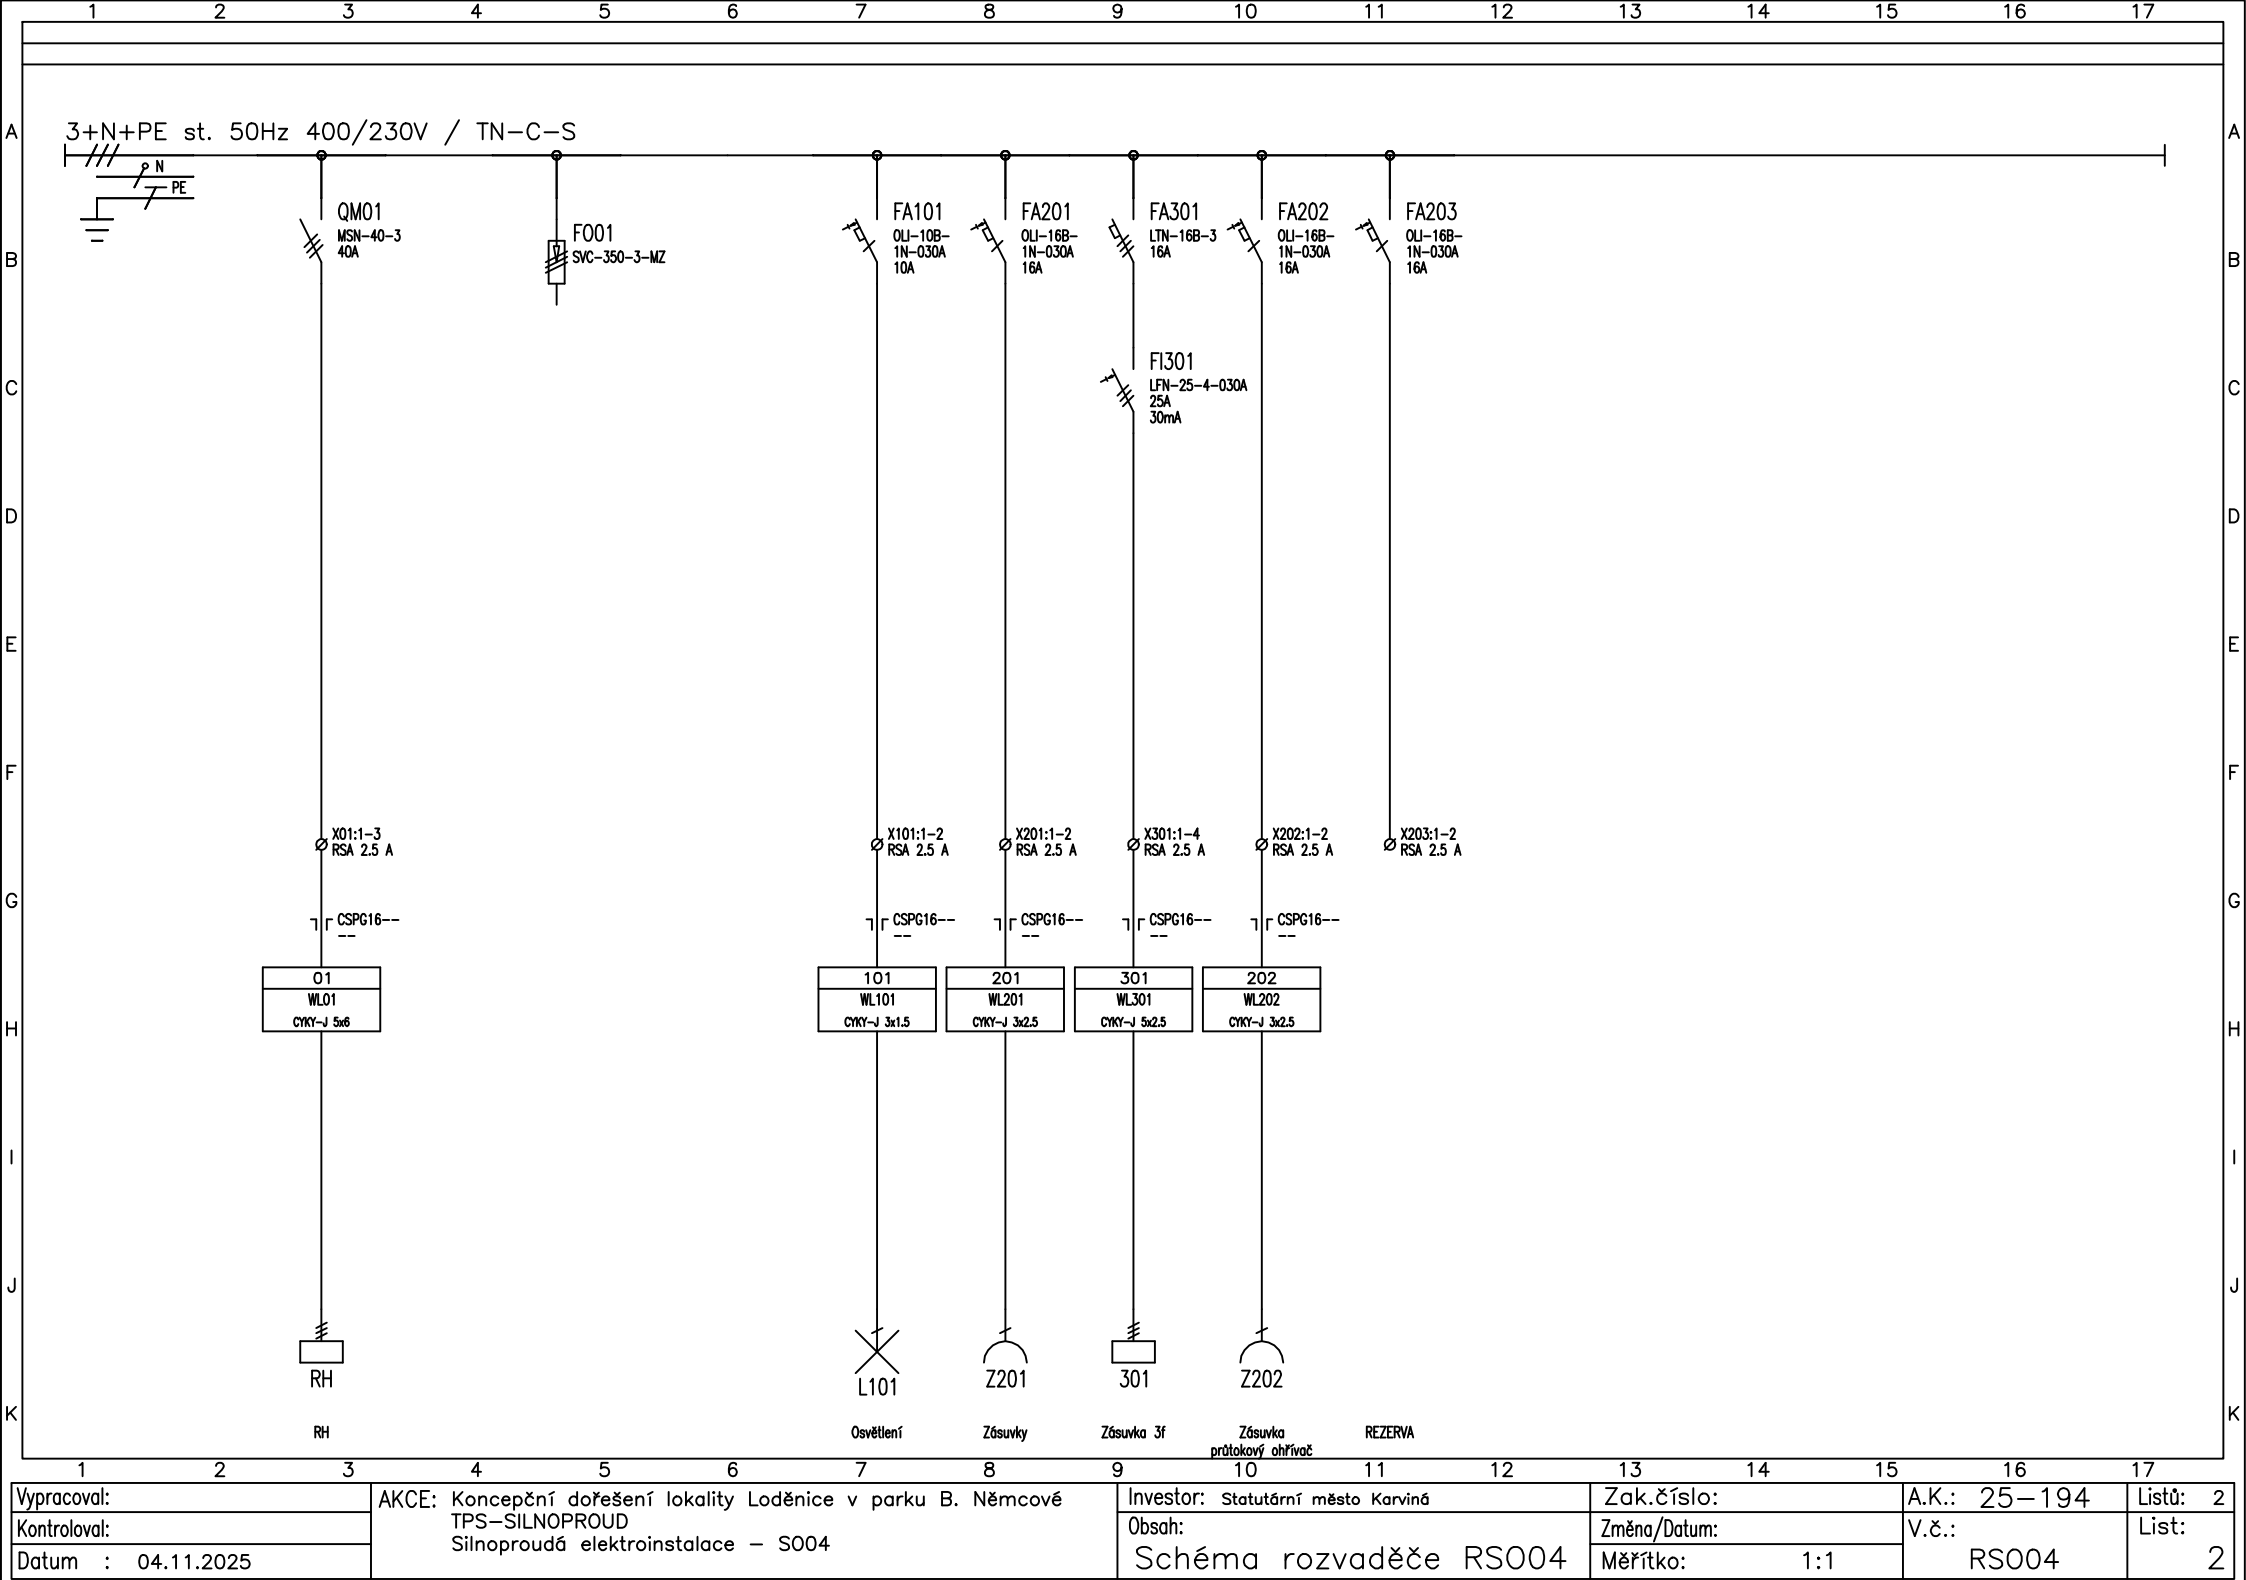 1 2 3 4 5 6 7 8 9 10 11 12 13 14 15 16 17
A A
3+N+PE st. 50Hz 400/230V / TN-C-S
N
PE
B B
QM01
MSN-40-3
40A
FO01
SVC-350-3-MZ
FA101
OLI-10B-
1N-030A
10A
FA201
OLI-16B-
1N-030A
16A
FA301
LTN-16B-3
16A
FA202
OLI-16B-
1N-030A
16A
FA203
OLI-16B-
1N-030A
16A
C C
FI301
LFN-25-4-030A
25A
30mA
D D
E E
F F
X01:1-3
RSA 2.5 A
X101:1-2
RSA 2.5 A
X201:1-2
RSA 2.5 A
X301:1-4
RSA 2.5 A
X202:1-2
RSA 2.5 A
X203:1-2
RSA 2.5 A
G G
CSPG16--
--
CSPG16--
--
CSPG16--
--
CSPG16--
--
CSPG16--
--
H H
01
WL01
CYKY-J 5x6
101
WL101
CYKY-J 3x1.5
201
WL201
CYKY-J 3x2.5
301
WL301
CYKY-J 5x2.5
202
WL202
CYKY-J 3x2.5
I I
J J
RH
L101
Z201
301
Z202
K K
RH
Osvětlení
Zásuvky
Zásuvka 3f
Zásuvka
průtokový ohřívač
REZERVA
1 2 3 4 5 6 7 8 9 10 11 12 13 14 15 16 17
Vypracoval:
Kontroloval:
Datum : 04.11.2025
AKCE: Koncepční dořešení lokality Loděnice v parku B. Němcové
TPS-SILNOPROUD
Silnoproudá elektroinstalace - SO04
Investor: Statutární město Karviná
Obsah:
Schéma rozvaděče RSO04
Zak.číslo:
Změna/Datum:
Měřítko: 1:1
A.K.: 25-194
V.č.:
RSO04
Listů: 2
List:
2